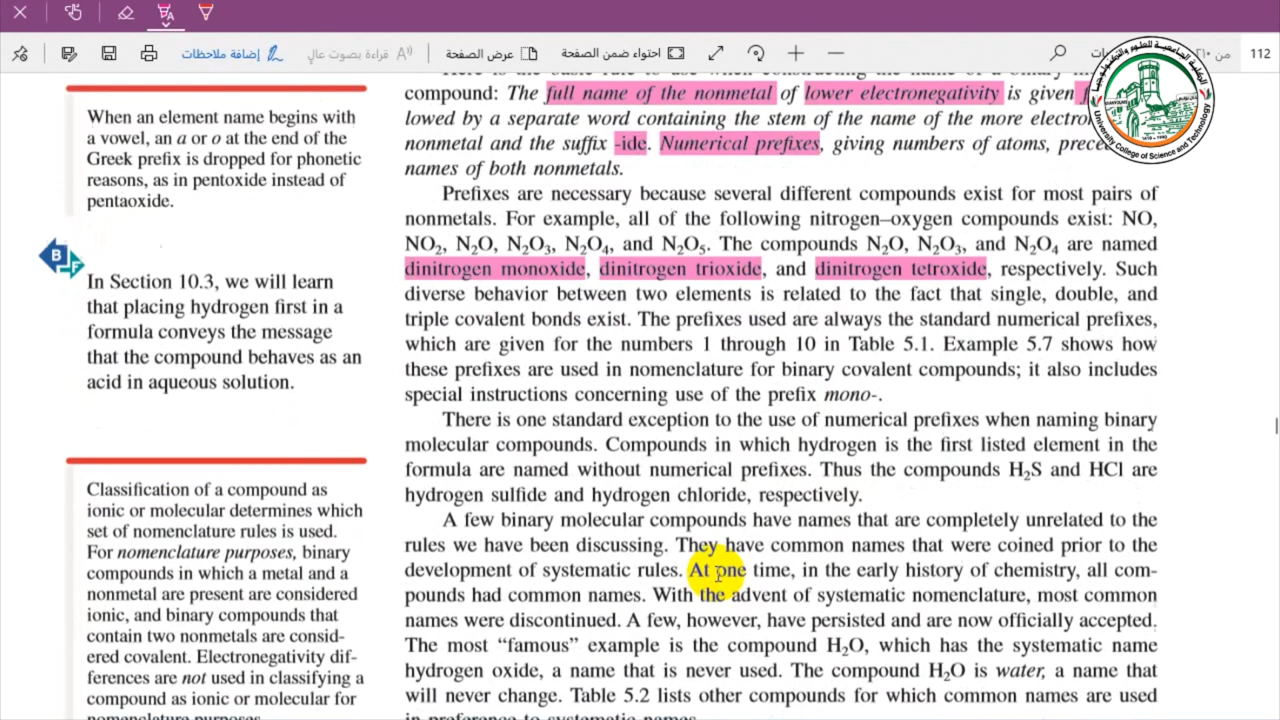 إضافة ملاحظات
قراءة بصوت عالٍ
عرض الصفحة
احتواء ضمن الصفحة
من
112
University College of Science and Technology
When an element name begins with
a vowel, an a or o at the end of the
Greek prefix is dropped for phonetic
reasons, as in pentoxide instead of
pentaoxide.
In Section 10.3, we will learn
that placing hydrogen first in a
formula conveys the message
that the compound behaves as an
acid in aqueous solution.
Classification of a compound as
ionic or molecular determines which
set of nomenclature rules is used.
For nomenclature purposes, binary
compounds in which a metal and a
nonmetal are present are considered
ionic, and binary compounds that
contain two nonmetals are consid-
ered covalent. Electronegativity dif-
ferences are not used in classifying a
compound as ionic or molecular for
nomenclature purposes.
compound: The full name of the nonmetal of lower electronegativity is given
lowed by a separate word containing the stem of the name of the more
nonmetal and the suffix -ide. Numerical prefixes, giving numbers of atoms,
names of both nonmetals.
Prefixes are necessary because several different compounds exist for most pairs of
nonmetals. For example, all of the following nitrogen–oxygen compounds exist: NO,
NO₂, N₂O, N₂O₃, N₂O₄, and N₂O₅. The compounds N₂O, N₂O₃, and N₂O₄ are named
dinitrogen monoxide, dinitrogen trioxide, and dinitrogen tetroxide, respectively. Such
diverse behavior between two elements is related to the fact that single, double, and
triple covalent bonds exist. The prefixes used are always the standard numerical prefixes,
which are given for the numbers 1 through 10 in Table 5.1. Example 5.7 shows how
these prefixes are used in nomenclature for binary covalent compounds; it also includes
special instructions concerning use of the prefix mono-.
There is one standard exception to the use of numerical prefixes when naming binary
molecular compounds. Compounds in which hydrogen is the first listed element in the
formula are named without numerical prefixes. Thus the compounds H₂S and HCl are
hydrogen sulfide and hydrogen chloride, respectively.
A few binary molecular compounds have names that are completely unrelated to the
rules we have been discussing. They have common names that were coined prior to the
development of systematic rules. At one time, in the early history of chemistry, all com-
pounds had common names. With the advent of systematic nomenclature, most common
names were discontinued. A few, however, have persisted and are now officially accepted.
The most “famous” example is the compound H₂O, which has the systematic name
hydrogen oxide, a name that is never used. The compound H₂O is water, a name that
will never change. Table 5.2 lists other compounds for which common names are used
in preference to systematic names.